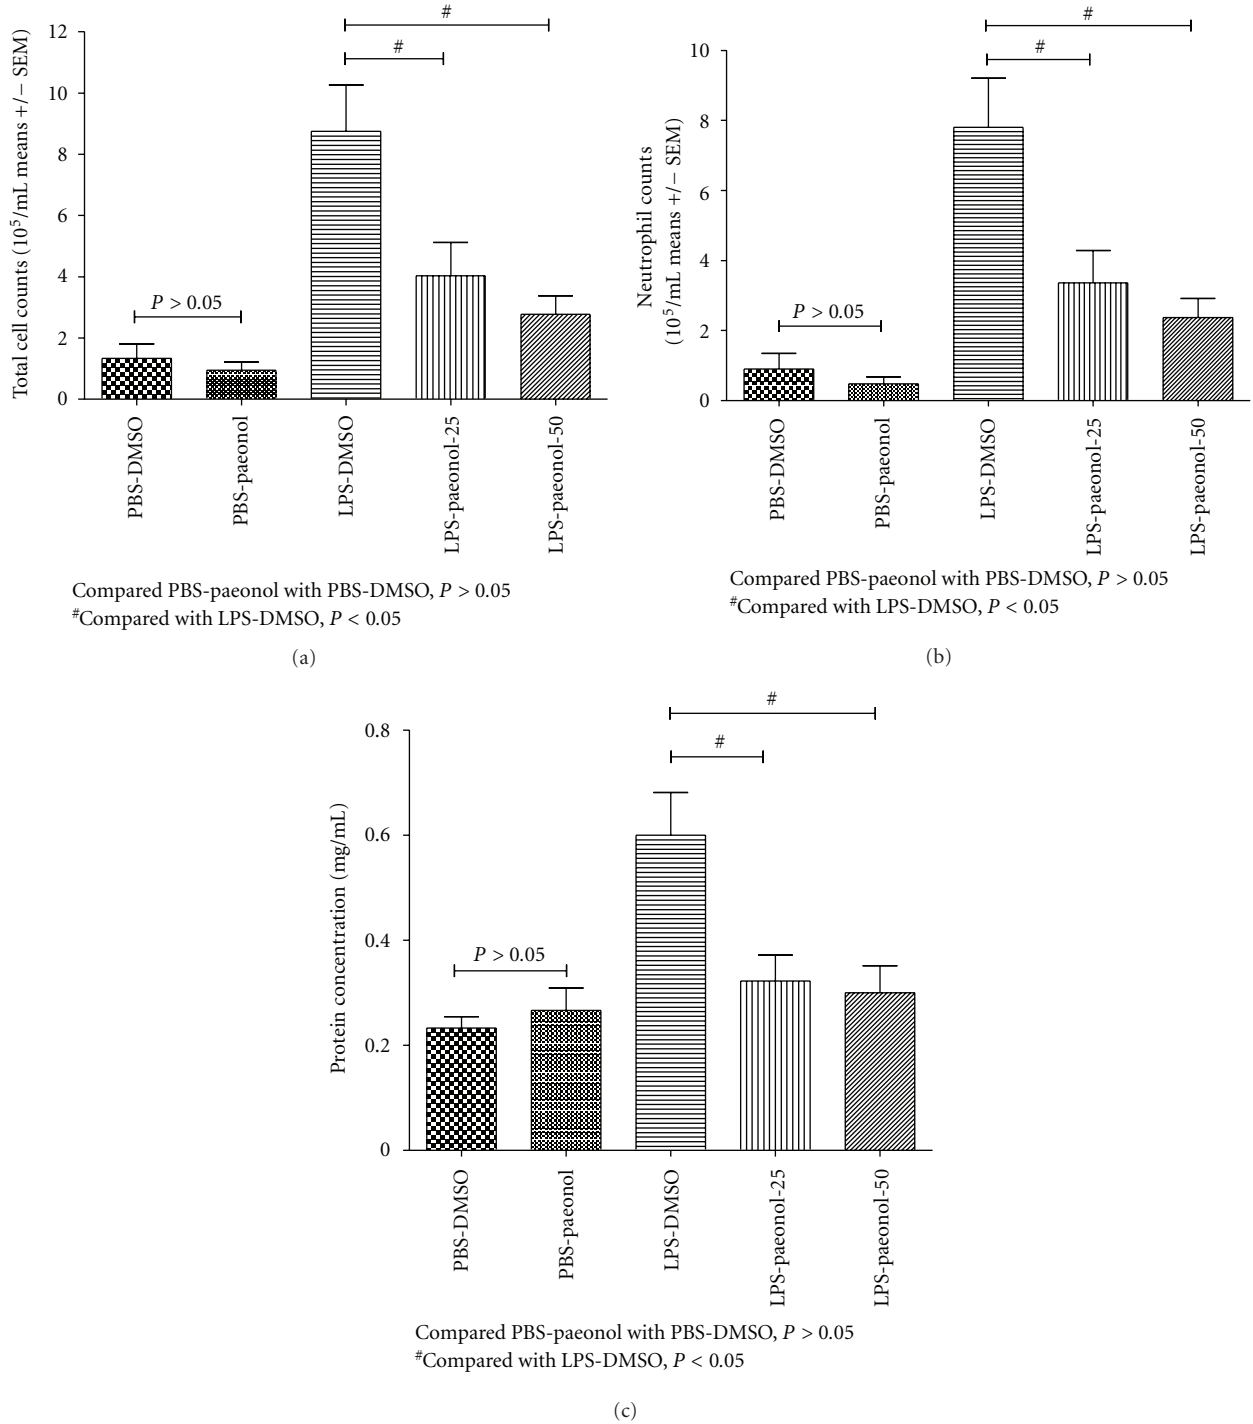 Total cell counts (10⁵/mL means +/− SEM)
12
10
8
6
4
2
0
#
#
P > 0.05
PBS-DMSO
PBS-paeonol
LPS-DMSO
LPS-paeonol-25
LPS-paeonol-50
Compared PBS-paeonol with PBS-DMSO, P > 0.05
#Compared with LPS-DMSO, P < 0.05
(a)
Neutrophil counts
(10⁵/mL means +/− SEM)
10
8
6
4
2
0
#
#
P > 0.05
PBS-DMSO
PBS-paeonol
LPS-DMSO
LPS-paeonol-25
LPS-paeonol-50
Compared PBS-paeonol with PBS-DMSO, P > 0.05
#Compared with LPS-DMSO, P < 0.05
(b)
Protein concentration (mg/mL)
0.8
0.6
0.4
0.2
0
#
#
P > 0.05
PBS-DMSO
PBS-paeonol
LPS-DMSO
LPS-paeonol-25
LPS-paeonol-50
Compared PBS-paeonol with PBS-DMSO, P > 0.05
#Compared with LPS-DMSO, P < 0.05
(c)